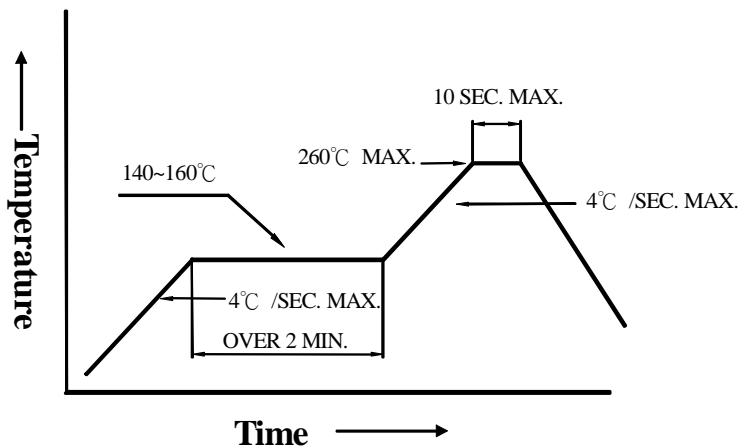 10 SEC. MAX.
260℃ MAX.
140~160℃
4℃ /SEC. MAX.
4℃ /SEC. MAX.
OVER 2 MIN.
Temperature
Time